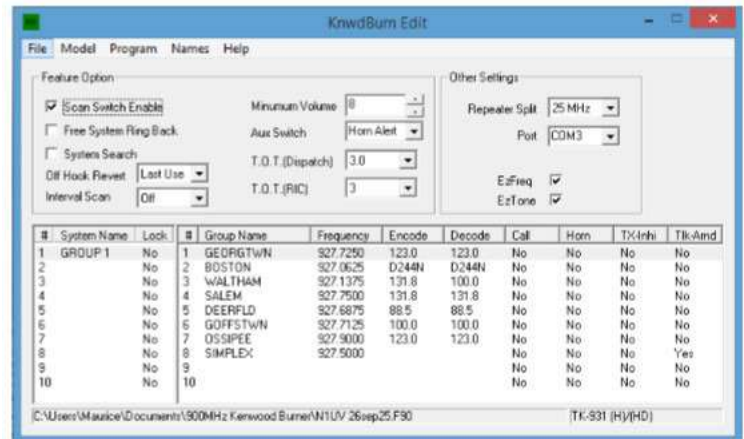 KnwdBurn Edit
File Model Program Names Help
Feature Option
Scan Switch Enable
Free System Ring Back
System Search
Off Hook Revert Last Use
Interval Scan Off
Minumum Volume 8
Aux Switch Horn Alert
T.O.T.(Dispatch) 3.0
T.O.T.(RIC) 3
Other Settings
Repeater Split 25 MHz
Port COM3
EzFreq
EzTone
# System Name Lock # Group Name Frequency Encode Decode Call Horn TX-Inhi Tlk-Arnd
1 GROUP 1 No 1 GEORGTWN 927.7250 123.0 123.0 No No No No
2 No 2 BOSTON 927.0625 D244N D244N No No No No
3 No 3 WALTHAM 927.1375 131.8 100.0 No No No No
4 No 4 SALEM 927.7500 131.8 131.8 No No No No
5 No 5 DEERFLD 927.6875 88.5 88.5 No No No No
6 No 6 GOFFSTWN 927.7125 100.0 100.0 No No No No
7 No 7 OSSIPEE 927.9000 123.0 123.0 No No No No
8 No 8 SIMPLEX 927.5000 No No No Yes
9 No 9 No No No No
10 No 10 No No No No
C:\Users\Maurice\Documents\900MHz Kenwood Burner\N1UV 26sep25.F90 TK-931 (H)/(HD)